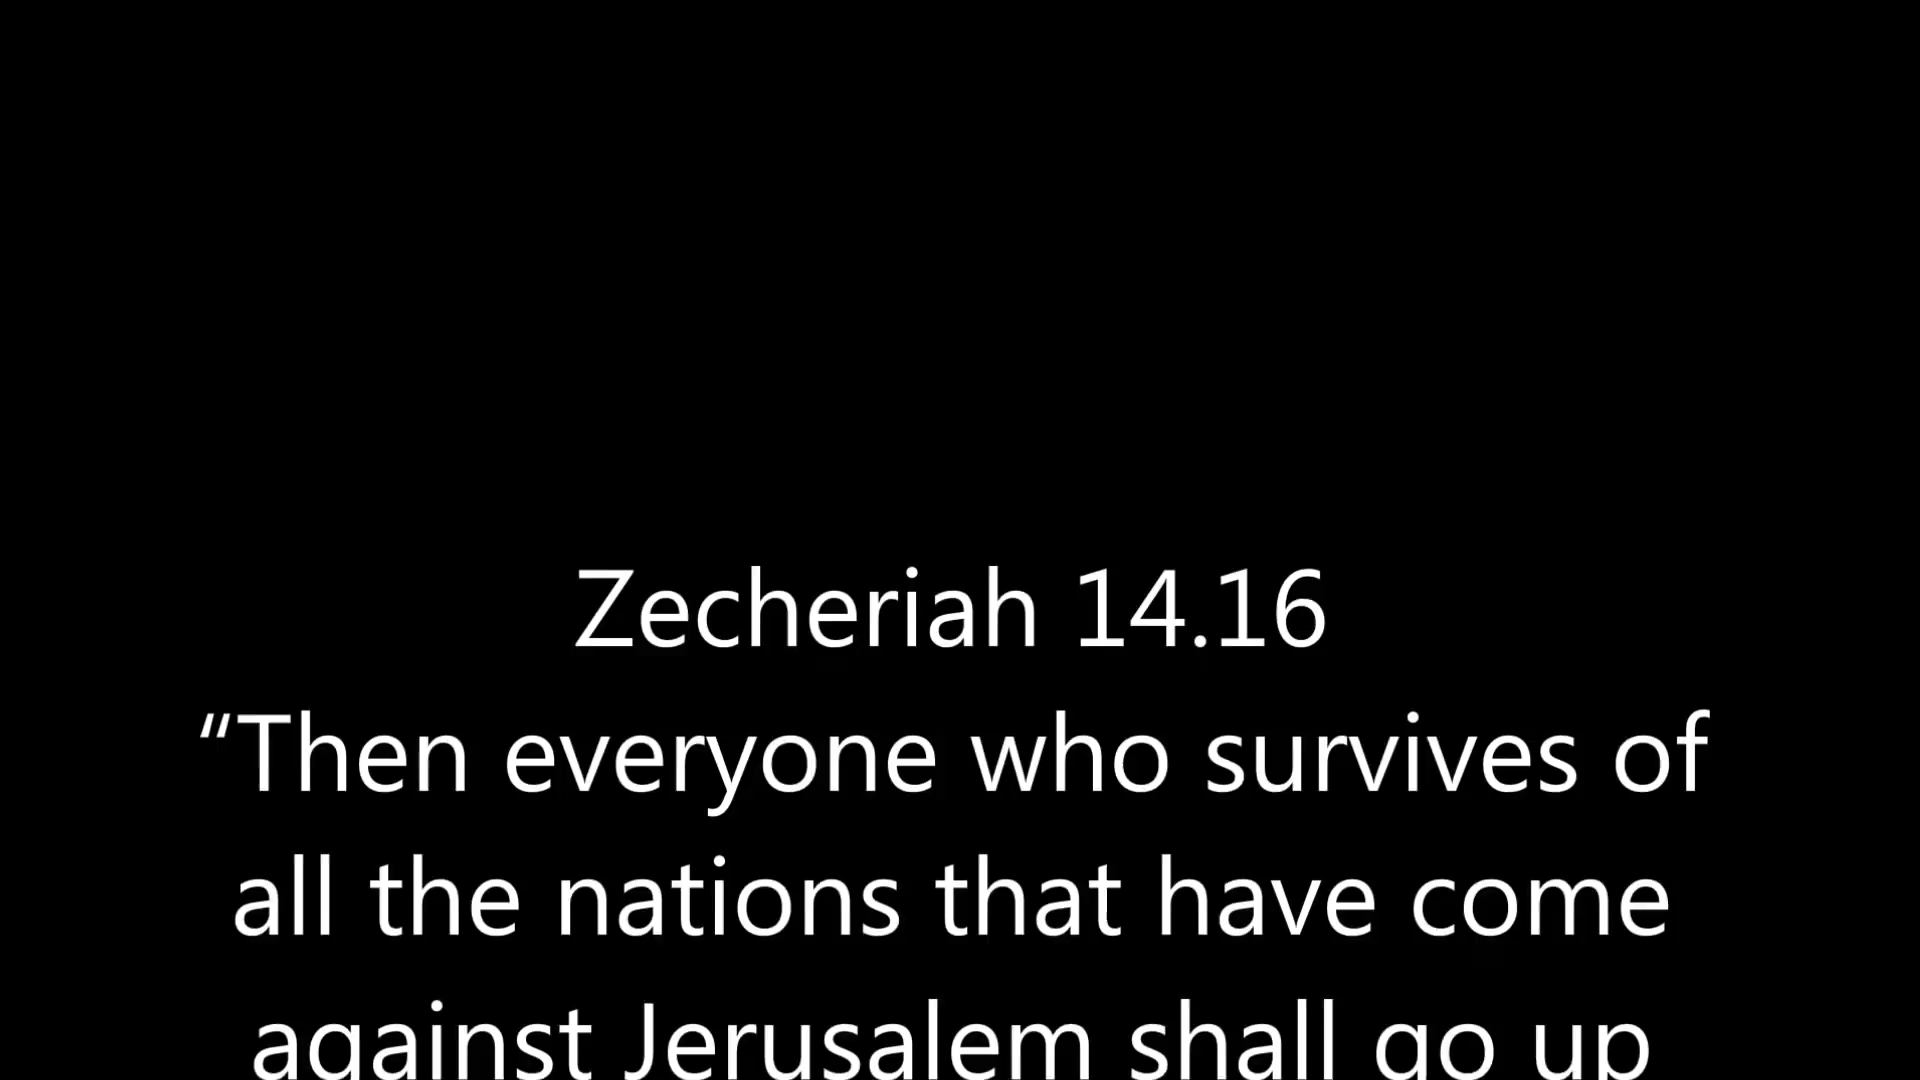 Zecheriah 14.16
“Then everyone who survives of
all the nations that have come
against Jerusalem shall go up